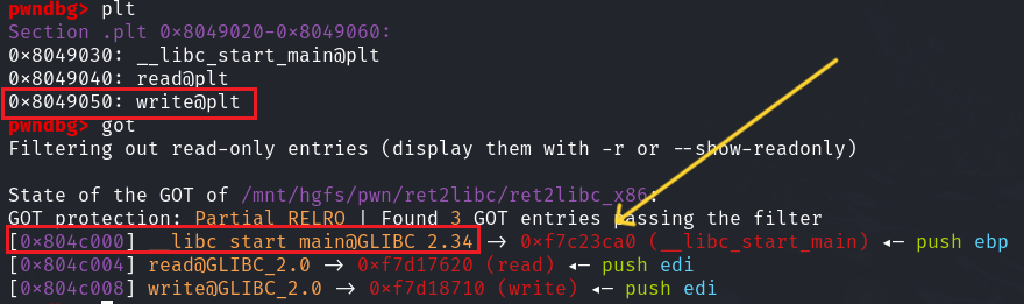 pwndbg> plt
Section .plt 0×8049020-0×8049060:
0×8049030: __libc_start_main@plt
0×8049040: read@plt
0×8049050: write@plt
pwndbg> got
Filtering out read-only entries (display them with -r or --show-readonly)
State of the GOT of /mnt/hgfs/pwn/ret2libc/ret2libc_x86:
GOT protection: Partial RELRO | Found 3 GOT entries passing the filter
[0×804c000] __libc_start_main@GLIBC_2.34 → 0×f7c23ca0 (__libc_start_main) ◂— push ebp
[0×804c004] read@GLIBC_2.0 → 0×f7d17620 (read) ◂— push edi
[0×804c008] write@GLIBC_2.0 → 0×f7d18710 (write) ◂— push edi